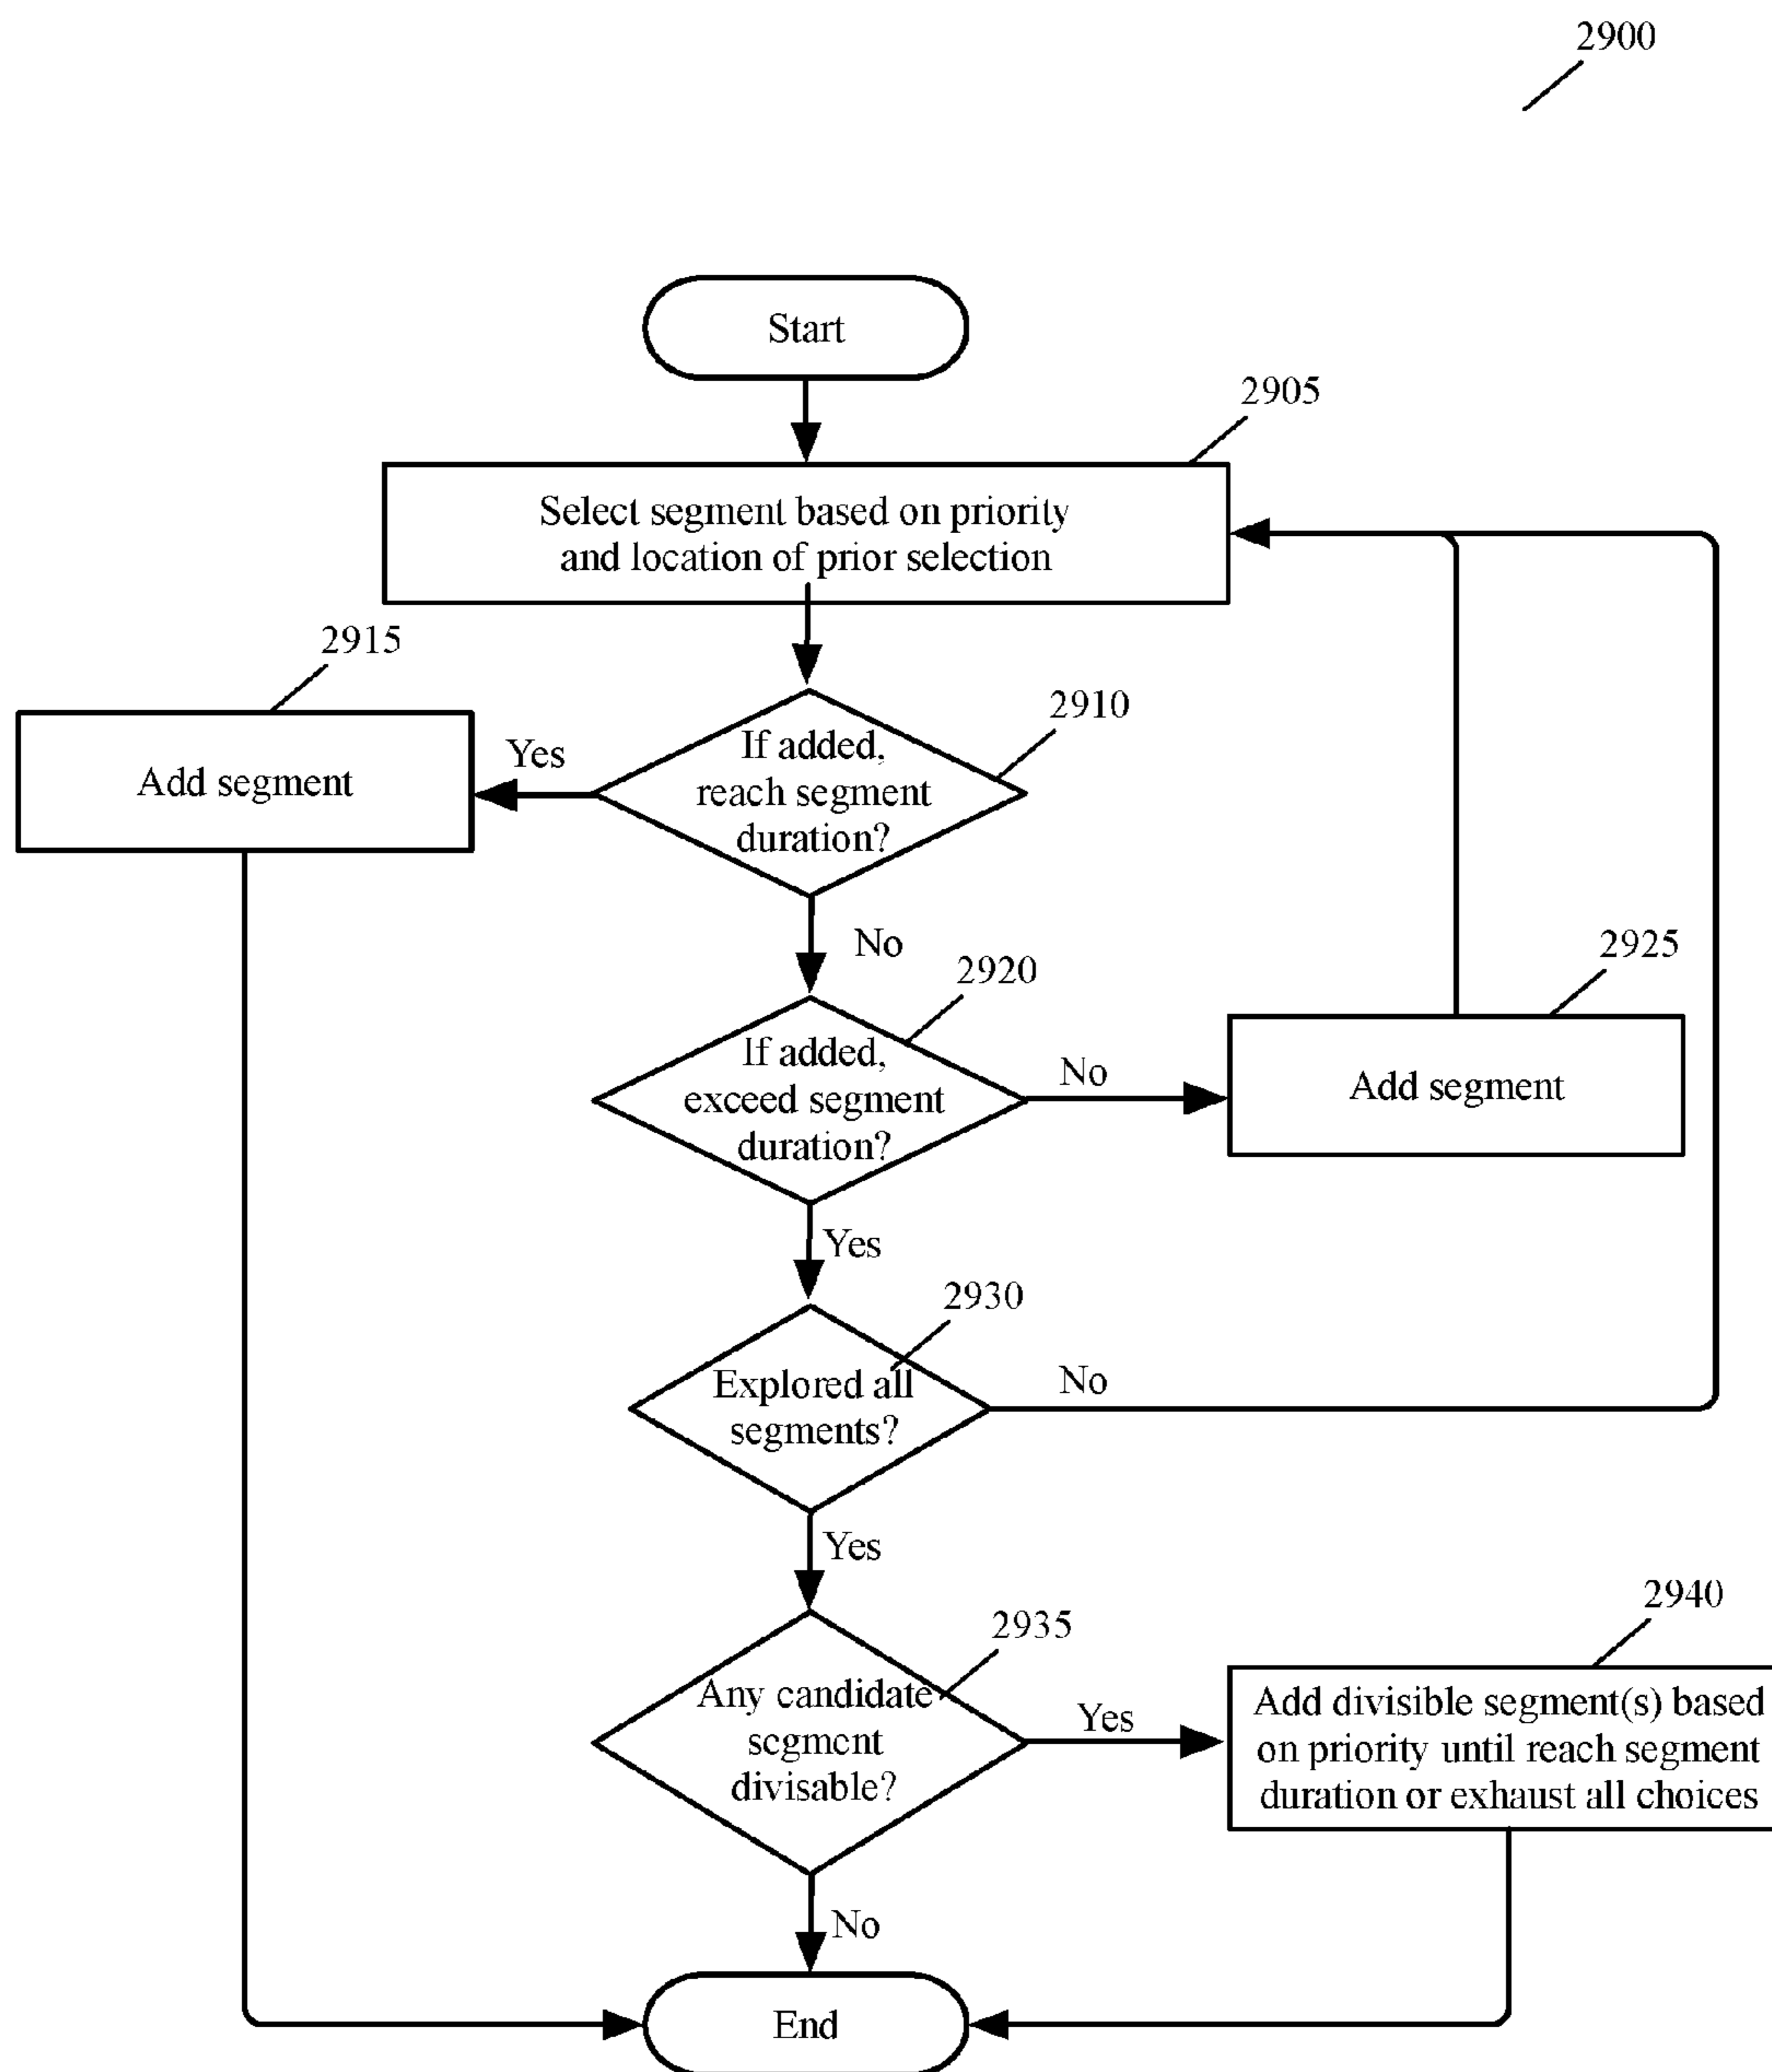 2900
Start
2905
Select segment based on priority
and location of prior selection
2915
Add segment
Yes
2910
If added,
reach segment
duration?
No
2920
If added,
exceed segment
duration?
No
2925
Add segment
Yes
2930
Explored all
segments?
No
Yes
2935
Any candidate
segment
divisable?
Yes
2940
Add divisible segment(s) based
on priority until reach segment
duration or exhaust all choices
No
End